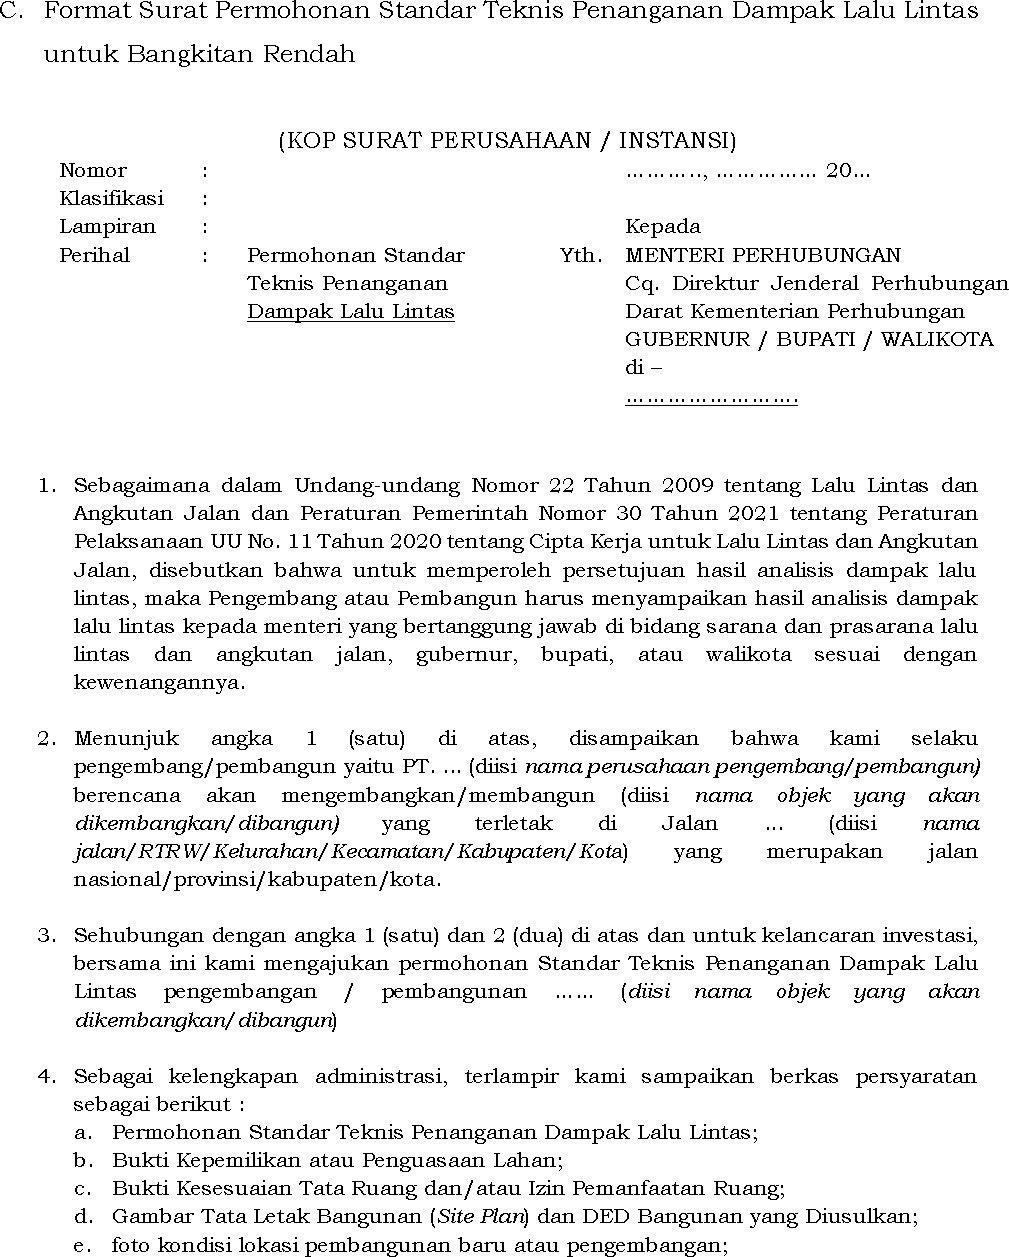 C. Format Surat Permohonan Standar Teknis Penanganan Dampak Lalu Lintas
untuk Bangkitan Rendah
(KOP SURAT PERUSAHAAN / INSTANSI)
Nomor : ………..., …………… 20…
Klasifikasi :
Lampiran : Kepada
Perihal : Permohonan Standar Yth. MENTERI PERHUBUNGAN
Teknis Penanganan Cq. Direktur Jenderal Perhubungan
Dampak Lalu Lintas Darat Kementerian Perhubungan
GUBERNUR / BUPATI / WALIKOTA
di –
…………………….
1. Sebagaimana dalam Undang-undang Nomor 22 Tahun 2009 tentang Lalu Lintas dan
Angkutan Jalan dan Peraturan Pemerintah Nomor 30 Tahun 2021 tentang Peraturan
Pelaksanaan UU No. 11 Tahun 2020 tentang Cipta Kerja untuk Lalu Lintas dan Angkutan
Jalan, disebutkan bahwa untuk memperoleh persetujuan hasil analisis dampak lalu
lintas, maka Pengembang atau Pembangun harus menyampaikan hasil analisis dampak
lalu lintas kepada menteri yang bertanggung jawab di bidang sarana dan prasarana lalu
lintas dan angkutan jalan, gubernur, bupati, atau walikota sesuai dengan
kewenangannya.
2. Menunjuk angka 1 (satu) di atas, disampaikan bahwa kami selaku
pengembang/pembangun yaitu PT. ... (diisi nama perusahaan pengembang/pembangun)
berencana akan mengembangkan/membangun (diisi nama objek yang akan
dikembangkan/dibangun) yang terletak di Jalan ... (diisi nama
jalan/RTRW/Kelurahan/Kecamatan/Kabupaten/Kota) yang merupakan jalan
nasional/provinsi/kabupaten/kota.
3. Sehubungan dengan angka 1 (satu) dan 2 (dua) di atas dan untuk kelancaran investasi,
bersama ini kami mengajukan permohonan Standar Teknis Penanganan Dampak Lalu
Lintas pengembangan / pembangunan …… (diisi nama objek yang akan
dikembangkan/dibangun)
4. Sebagai kelengkapan administrasi, terlampir kami sampaikan berkas persyaratan
sebagai berikut :
a. Permohonan Standar Teknis Penanganan Dampak Lalu Lintas;
b. Bukti Kepemilikan atau Penguasaan Lahan;
c. Bukti Kesesuaian Tata Ruang dan/atau Izin Pemanfaatan Ruang;
d. Gambar Tata Letak Bangunan (Site Plan) dan DED Bangunan yang Diusulkan;
e. foto kondisi lokasi pembangunan baru atau pengembangan;